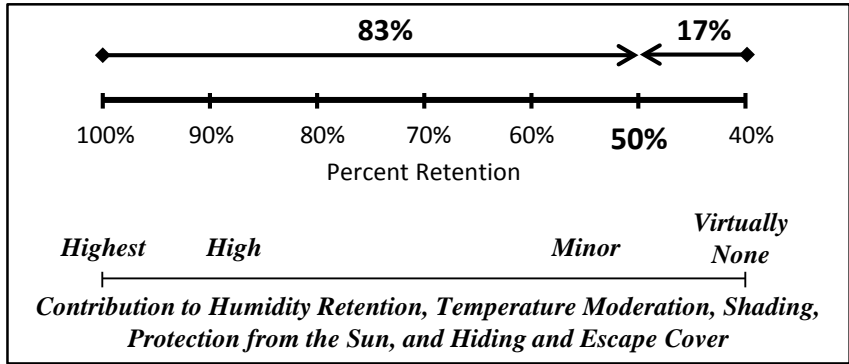 83% 17%
100% 90% 80% 70% 60% 50% 40%
Percent Retention
Virtually
Highest High Minor None
Contribution to Humidity Retention, Temperature Moderation, Shading,
Protection from the Sun, and Hiding and Escape Cover